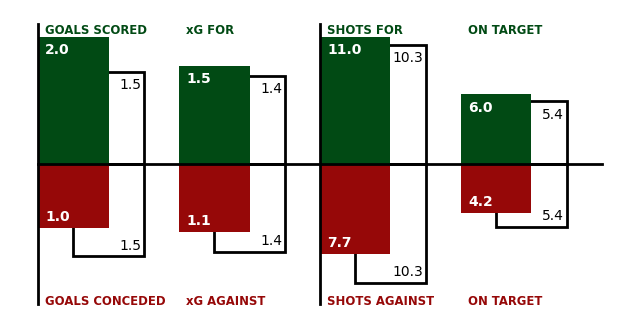 GOALS SCORED xG FOR SHOTS FOR ON TARGET
2.0 1.5 1.5 1.4 11.0 10.3 6.0 5.4
1.0 1.5 1.1 1.4 7.7 10.3 4.2 5.4
GOALS CONCEDED xG AGAINST SHOTS AGAINST ON TARGET